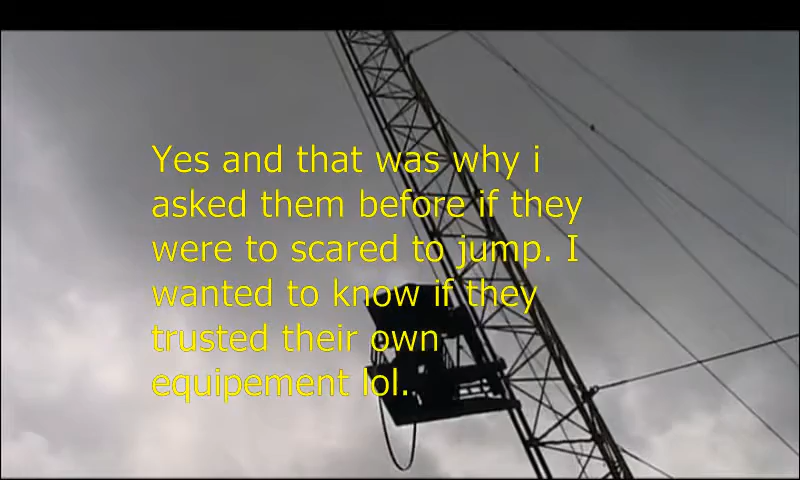 Yes and that was why i
asked them before if they
were to scared to jump. I
wanted to know if they
trusted their own
equipement lol.